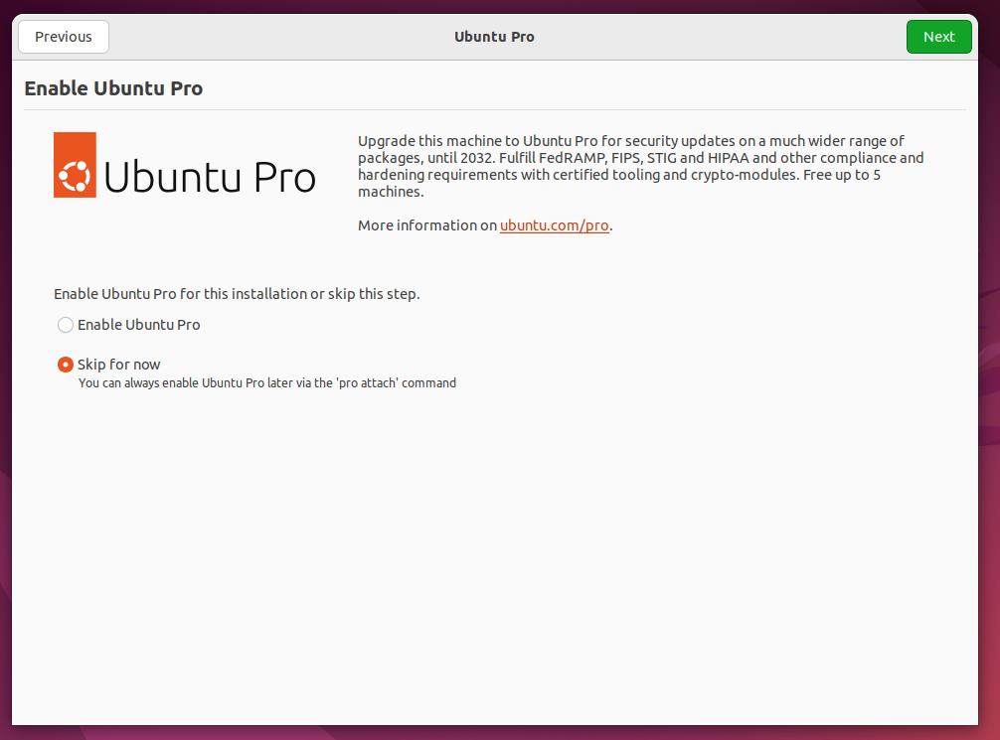 Previous
Ubuntu Pro
Next
Enable Ubuntu Pro
Ubuntu Pro
Upgrade this machine to Ubuntu Pro for security updates on a much wider range of
packages, until 2032. Fulfill FedRAMP, FIPS, STIG and HIPAA and other compliance and
hardening requirements with certified tooling and crypto-modules. Free up to 5
machines.
More information on ubuntu.com/pro.
Enable Ubuntu Pro for this installation or skip this step.
Enable Ubuntu Pro
Skip for now
You can always enable Ubuntu Pro later via the 'pro attach' command